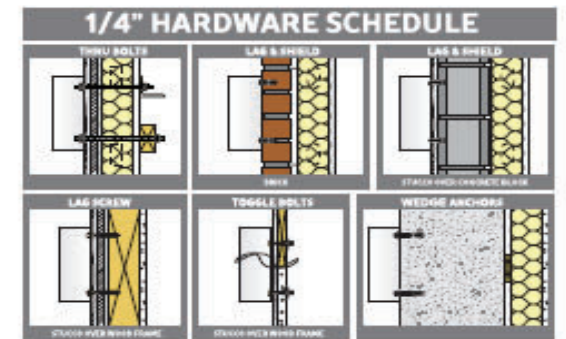 1/4" HARDWARE SCHEDULE
THRU BOLTS
LAG & SHIELD
LAG & SHIELD
BRICK
STUCCO OVER CONCRETE BLOCK
LAG SCREW
TOGGLE BOLTS
WEDGE ANCHORS
STUCCO OVER WOOD FRAME
STUCCO OVER WOOD FRAME